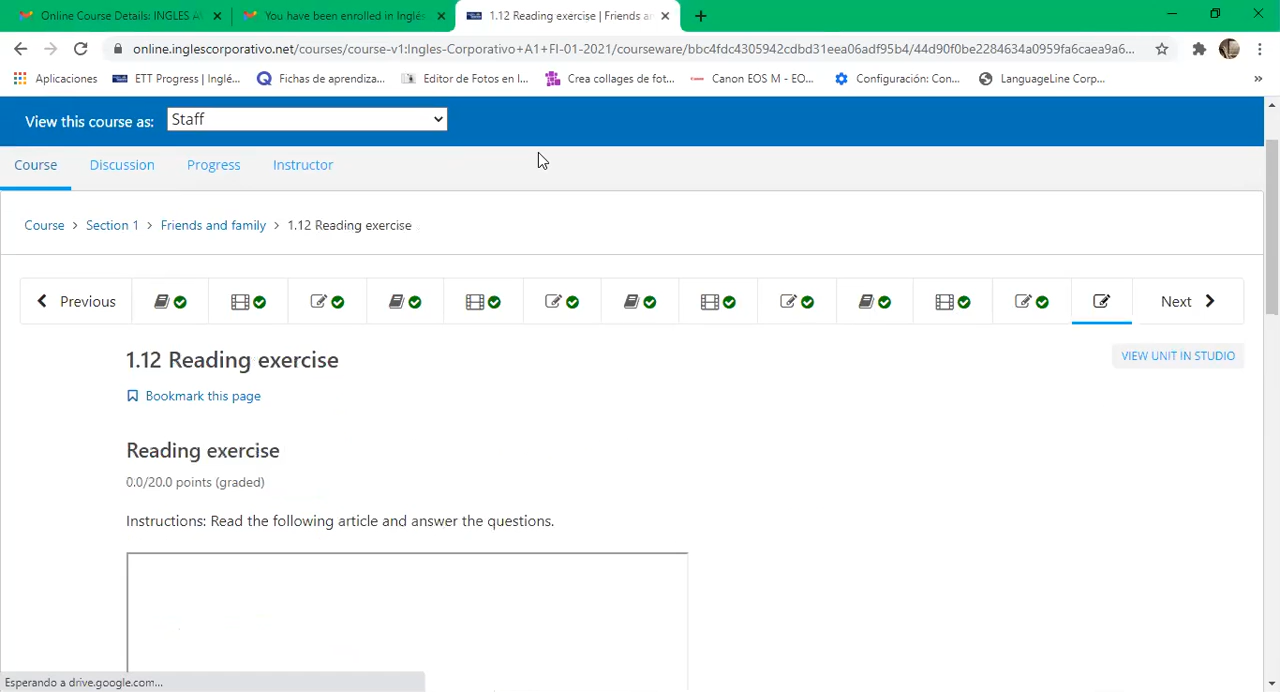 Online Course Details: INGLES A
You have been enrolled in Inglés
1.12 Reading exercise | Friends an
online.inglescorporativo.net/courses/course-v1:Ingles-Corporativo+A1+FI-01-2021/courseware/bbc4fdc4305942cdbd31eea06adf95b4/44d90f0be2284634a0959fa6caea9a6...
Aplicaciones
ETT Progress | Inglé...
Fichas de aprendiza...
Editor de Fotos en l...
Crea collages de fot...
Canon EOS M - EO...
Configuración: Con...
LanguageLine Corp...
»
View this course as:
Staff
Course
Discussion
Progress
Instructor
Course > Section 1 > Friends and family > 1.12 Reading exercise
Previous
Next
1.12 Reading exercise
VIEW UNIT IN STUDIO
Bookmark this page
Reading exercise
0.0/20.0 points (graded)
Instructions: Read the following article and answer the questions.
Esperando a drive.google.com...